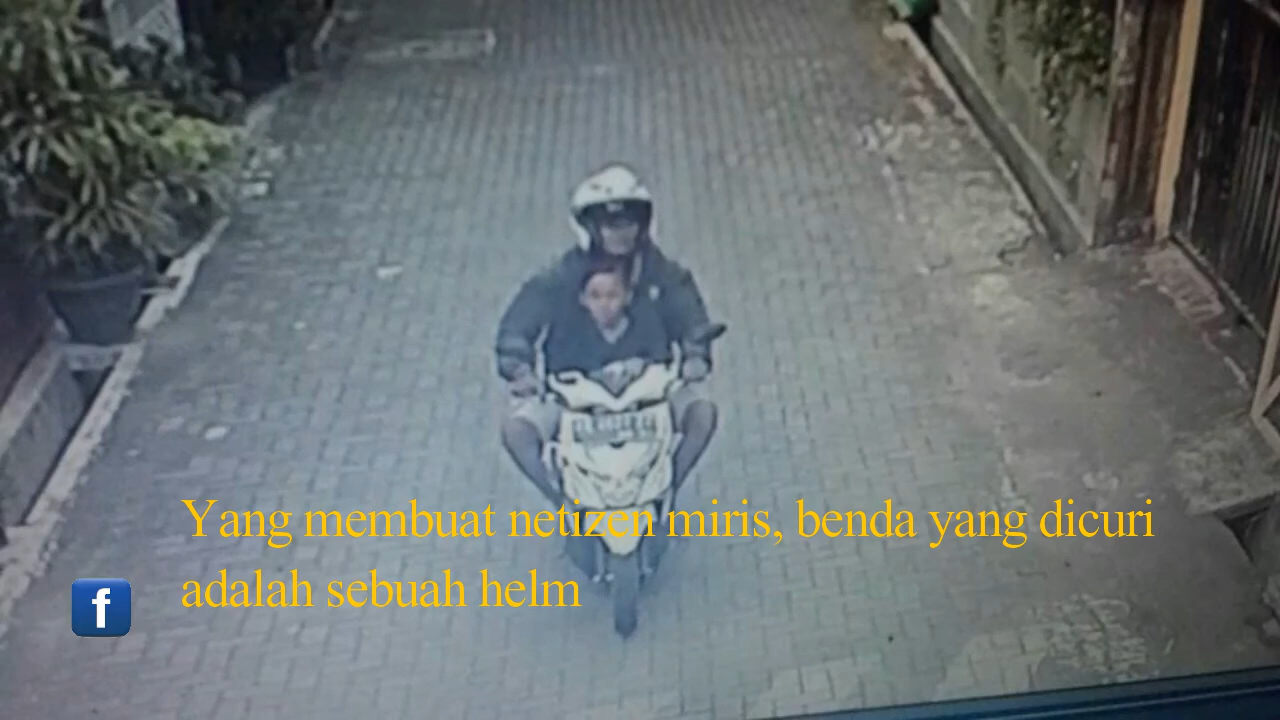 Yang membuat netizen miris, benda yang dicuri
adalah sebuah helm
f